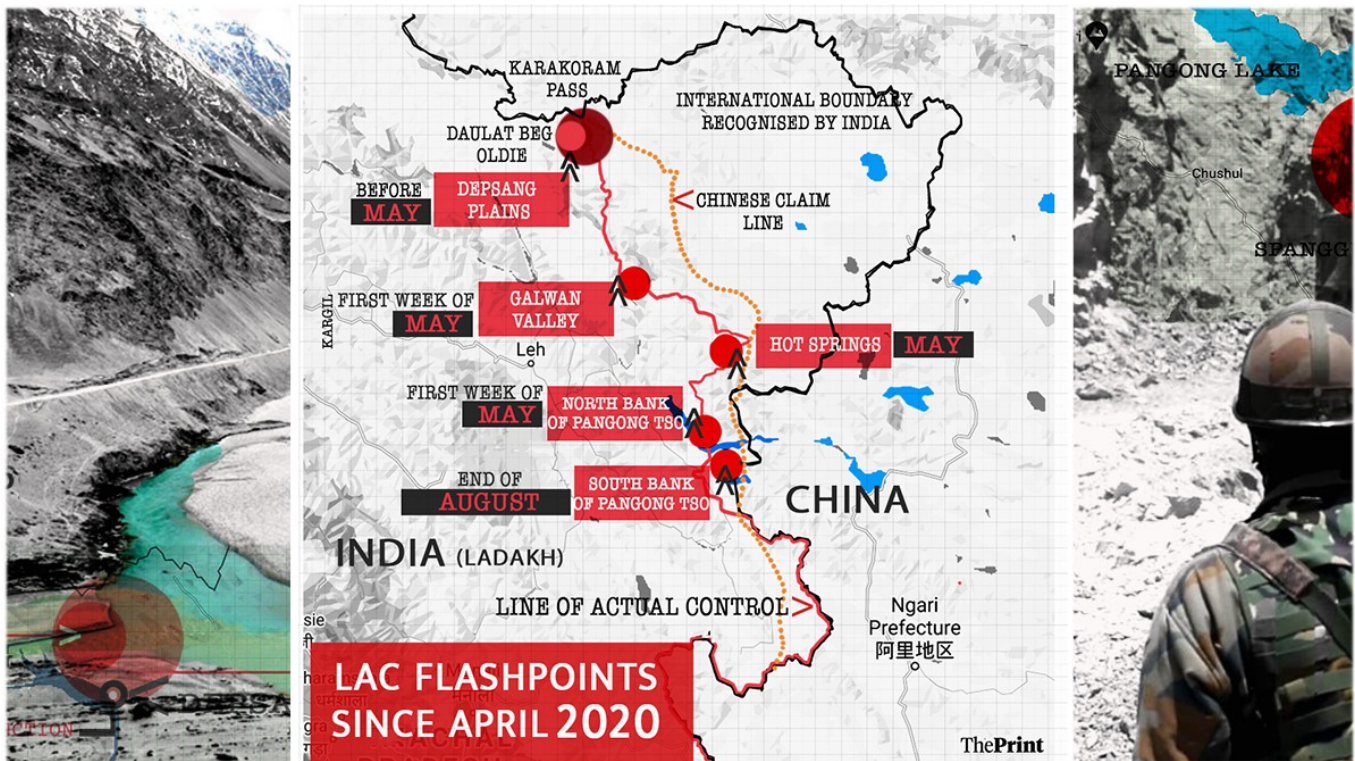 KARAKORAM
PASS
INTERNATIONAL BOUNDARY
RECOGNISED BY INDIA
DAULAT BEG
OLDIE
BEFORE
MAY
DEPSANG
PLAINS
CHINESE CLAIM
LINE
KARGIL
FIRST WEEK OF
MAY
GALWAN
VALLEY
Leh
HOT SPRINGS
MAY
FIRST WEEK OF
MAY
NORTH BANK
OF PANGONG TSO
END OF
AUGUST
SOUTH BANK
OF PANGONG TSO
CHINA
INDIA (LADAKH)
LINE OF ACTUAL CONTROL
Ngari
Prefecture
阿里地区
LAC FLASHPOINTS
SINCE APRIL 2020
ThePrint
PANGONG LAKE
Chushul
SPANGG